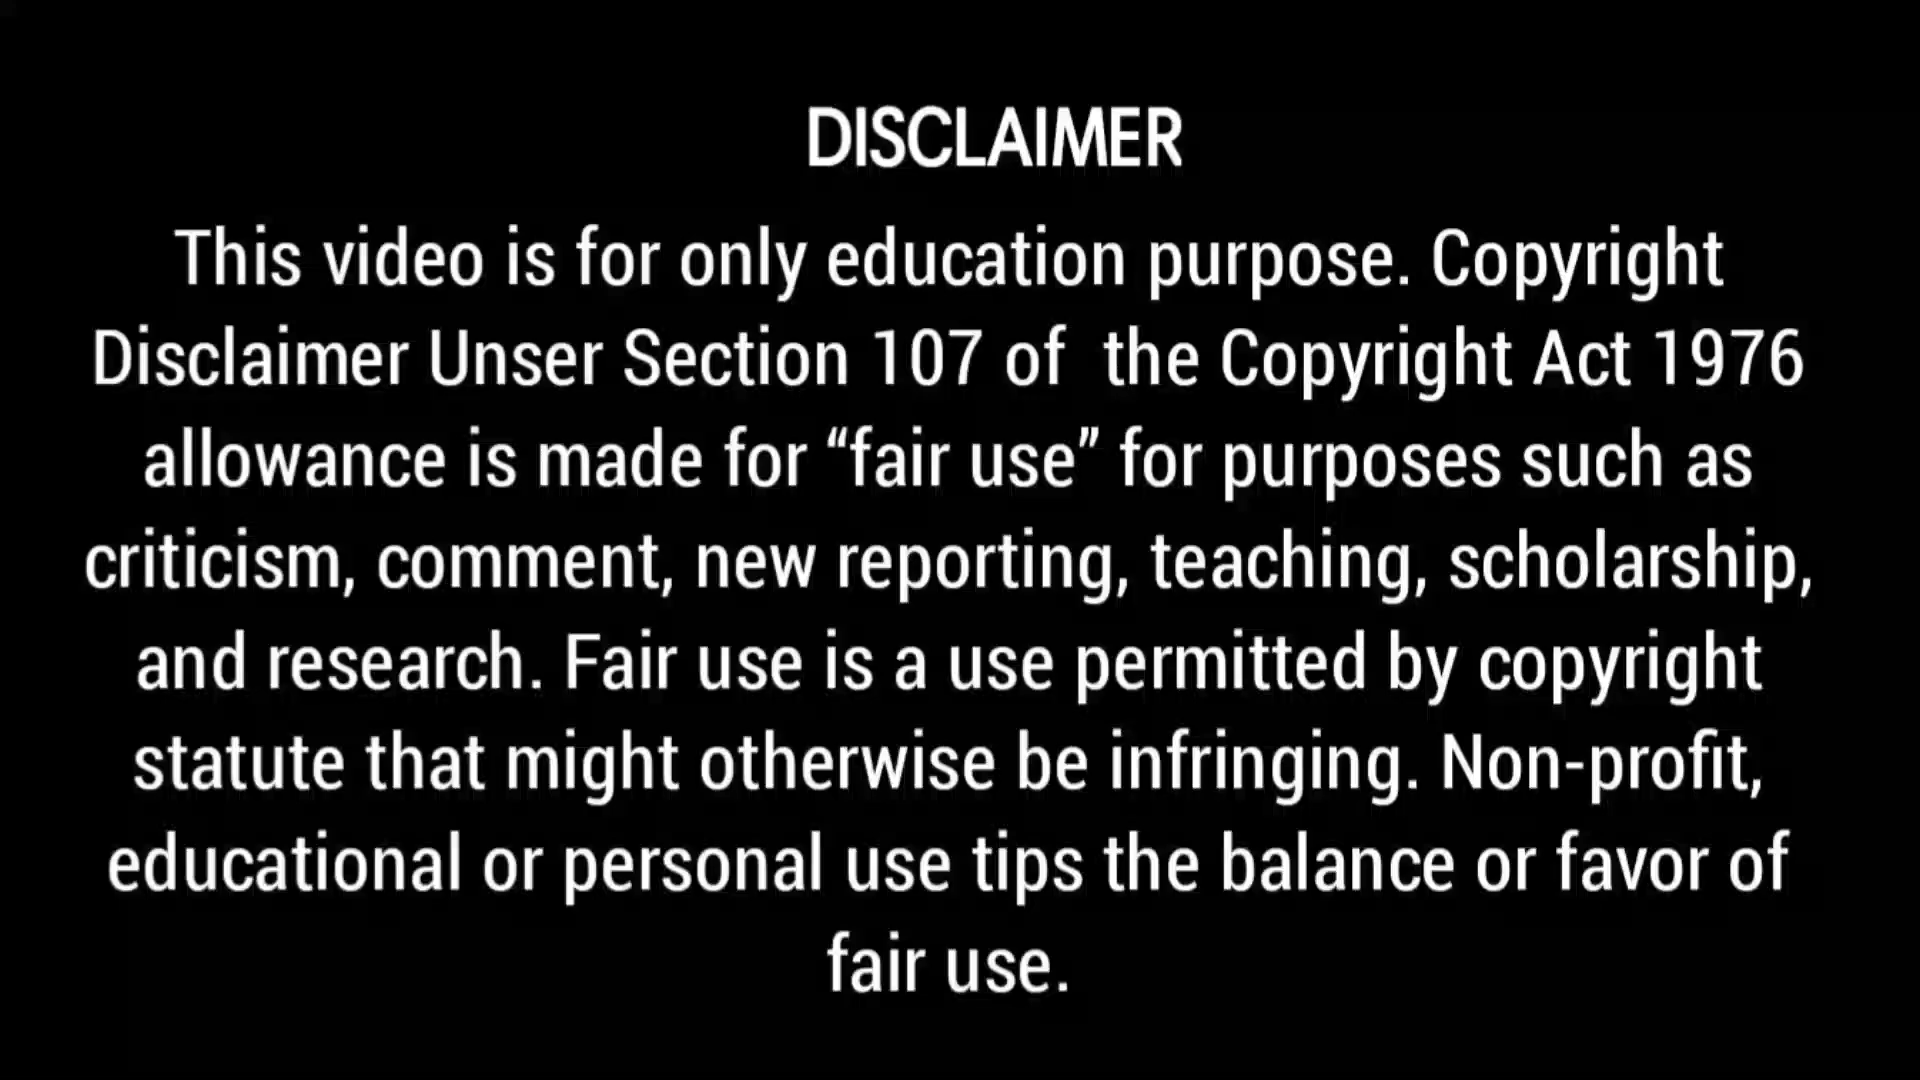 DISCLAIMER
This video is for only education purpose. Copyright
Disclaimer Unser Section 107 of  the Copyright Act 1976
allowance is made for “fair use” for purposes such as
criticism, comment, new reporting, teaching, scholarship,
and research. Fair use is a use permitted by copyright
statute that might otherwise be infringing. Non-profit,
educational or personal use tips the balance or favor of
fair use.